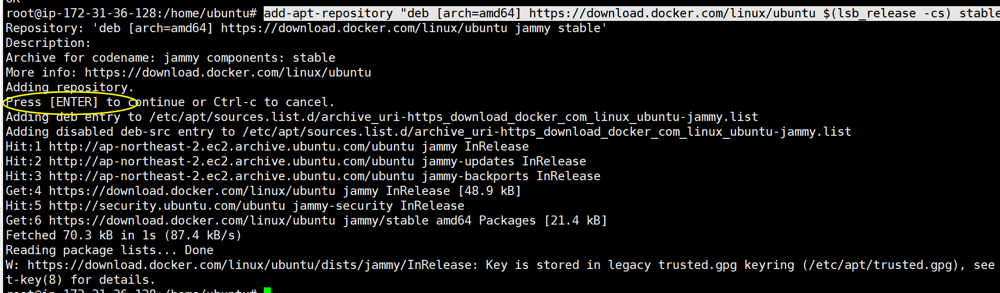 OK
root@ip-172-31-36-128:/home/ubuntu# add-apt-repository "deb [arch=amd64] https://download.docker.com/linux/ubuntu $(lsb_release -cs) stable
Repository: 'deb [arch=amd64] https://download.docker.com/linux/ubuntu jammy stable'
Description:
Archive for codename: jammy components: stable
More info: https://download.docker.com/linux/ubuntu
Adding repository.
Press [ENTER] to continue or Ctrl-c to cancel.
Adding deb entry to /etc/apt/sources.list.d/archive_uri-https_download_docker_com_linux_ubuntu-jammy.list
Adding disabled deb-src entry to /etc/apt/sources.list.d/archive_uri-https_download_docker_com_linux_ubuntu-jammy.list
Hit:1 http://ap-northeast-2.ec2.archive.ubuntu.com/ubuntu jammy InRelease
Hit:2 http://ap-northeast-2.ec2.archive.ubuntu.com/ubuntu jammy-updates InRelease
Hit:3 http://ap-northeast-2.ec2.archive.ubuntu.com/ubuntu jammy-backports InRelease
Get:4 https://download.docker.com/linux/ubuntu jammy InRelease [48.9 kB]
Hit:5 http://security.ubuntu.com/ubuntu jammy-security InRelease
Get:6 https://download.docker.com/linux/ubuntu jammy/stable amd64 Packages [21.4 kB]
Fetched 70.3 kB in 1s (87.4 kB/s)
Reading package lists... Done
W: https://download.docker.com/linux/ubuntu/dists/jammy/InRelease: Key is stored in legacy trusted.gpg keyring (/etc/apt/trusted.gpg), see
t-key(8) for details.
root@ip-172-31-36-128:/home/ubuntu#